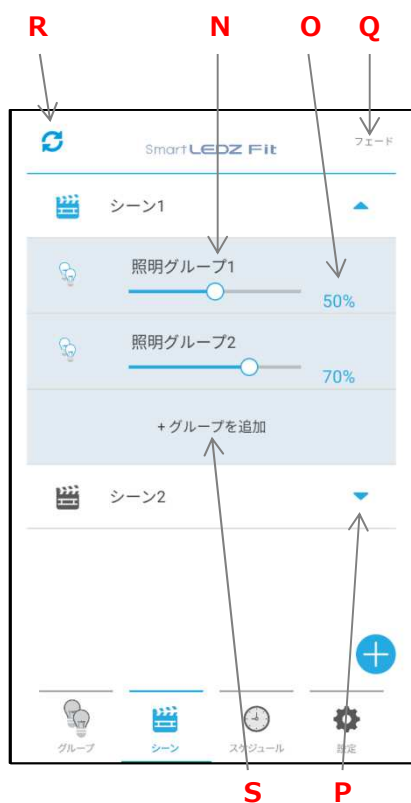 R N O Q
Smart LEDZ Fit
フェード
シーン1
照明グループ1
50%
照明グループ2
70%
+ グループを追加
シーン2
グループ シーン スケジュール 設定
S P